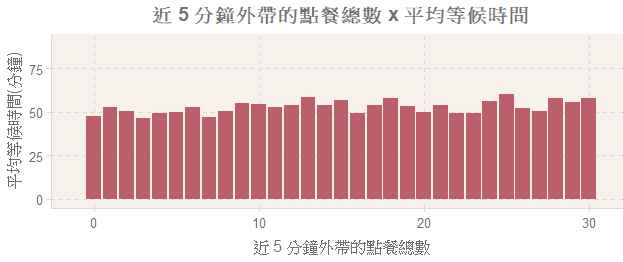 近 5 分鐘外帶的點餐總數 x 平均等候時間
平均等候時間(分鐘)
75
50
25
0
0 10 20 30
近 5 分鐘外帶的點餐總數